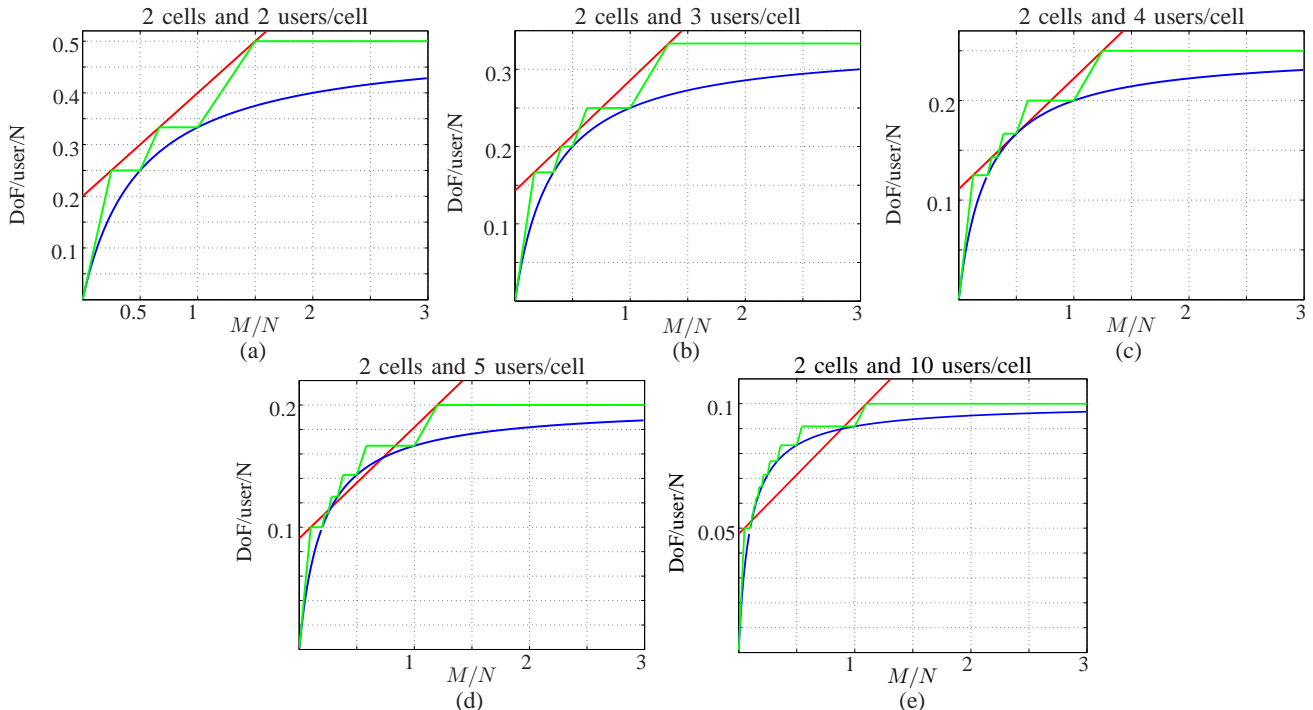 2 cells and 2 users/cell
0.5
0.4
0.3
0.2
0.1
DoF/user/N
0.5
1
2
3
M/N
(a)
2 cells and 3 users/cell
0.3
0.2
0.1
DoF/user/N
1
2
3
M/N
(b)
2 cells and 4 users/cell
0.2
0.1
DoF/user/N
1
2
3
M/N
(c)
2 cells and 5 users/cell
0.2
0.1
DoF/user/N
1
2
3
M/N
(d)
2 cells and 10 users/cell
0.1
0.05
DoF/user/N
1
2
3
M/N
(e)